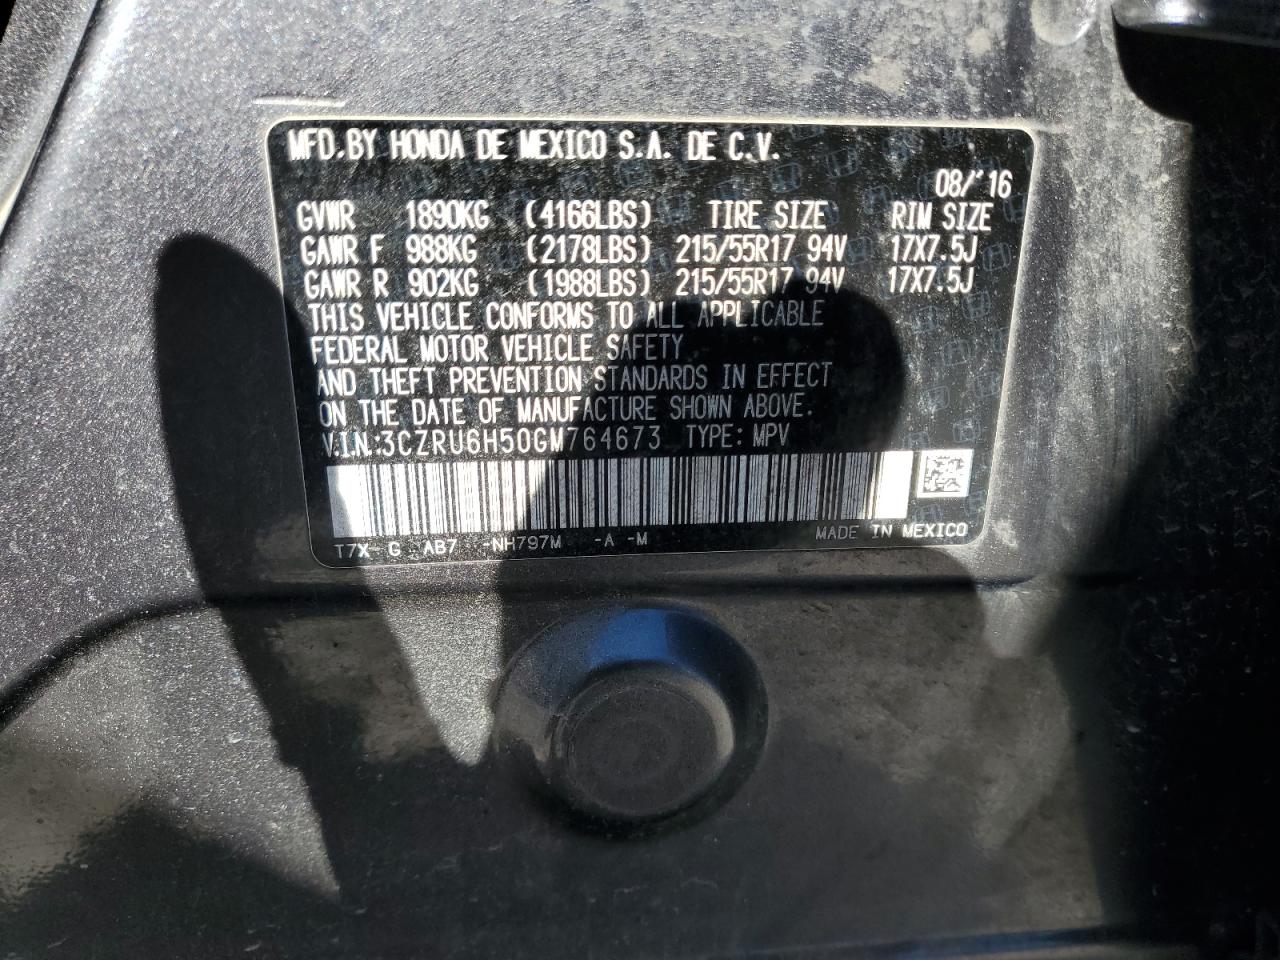 MFD.BY HONDA DE MEXICO S.A. DE C.V.
08/'16
GVWR 1890KG (4166LBS) TIRE SIZE RIM SIZE
GAWR F 988KG (2178LBS) 215/55R17 94V 17X7.5J
GAWR R 902KG (1988LBS) 215/55R17 94V 17X7.5J
THIS VEHICLE CONFORMS TO ALL APPLICABLE
FEDERAL MOTOR VEHICLE SAFETY
AND THEFT PREVENTION STANDARDS IN EFFECT
ON THE DATE OF MANUFACTURE SHOWN ABOVE.
V.I.N:3CZRU6H50GM764673 TYPE: MPV
T7X G AB7 -NH797M -A -M MADE IN MEXICO